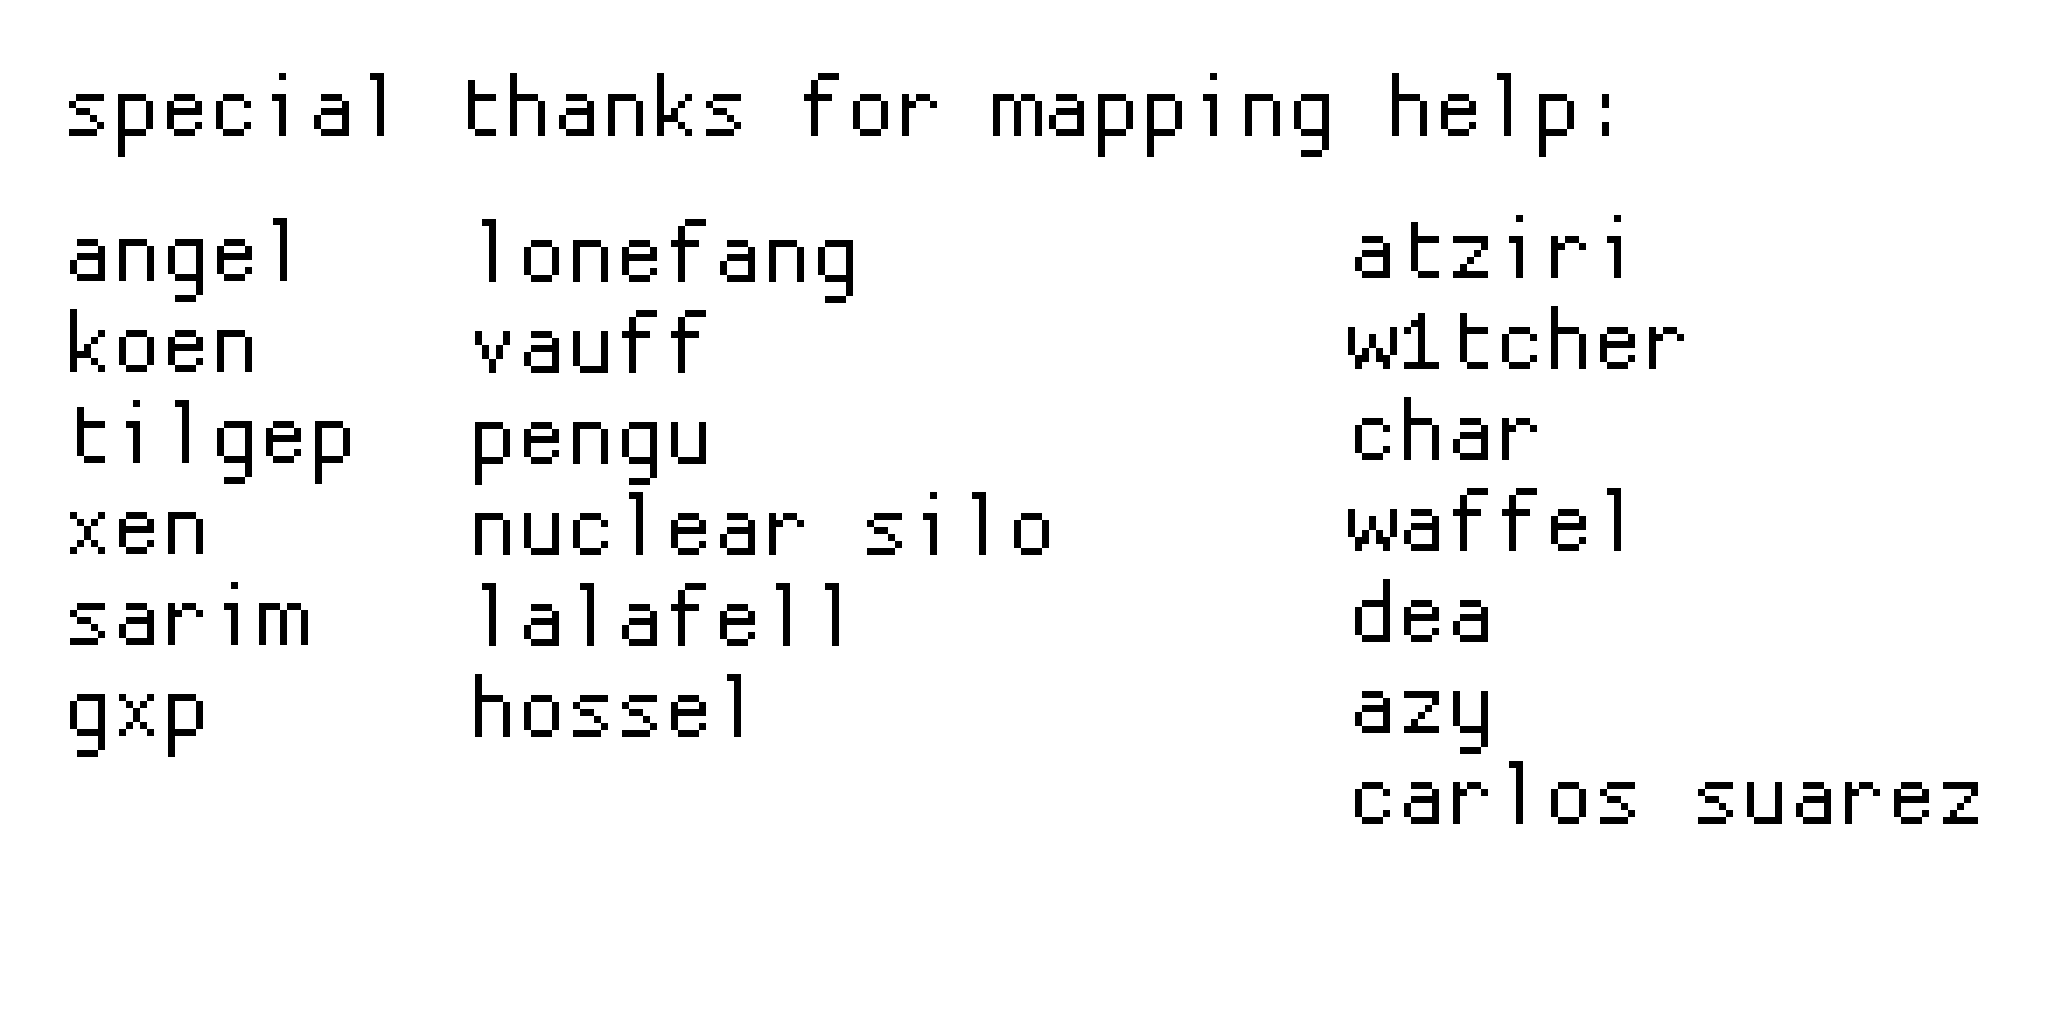 special thanks for mapping help:
angel
koen
tilgep
xen
sarim
gxp
lonefang
vauff
pengu
nuclear silo
lalafell
hossel
atziri
w1tcher
char
waffel
dea
azy
carlos suarez